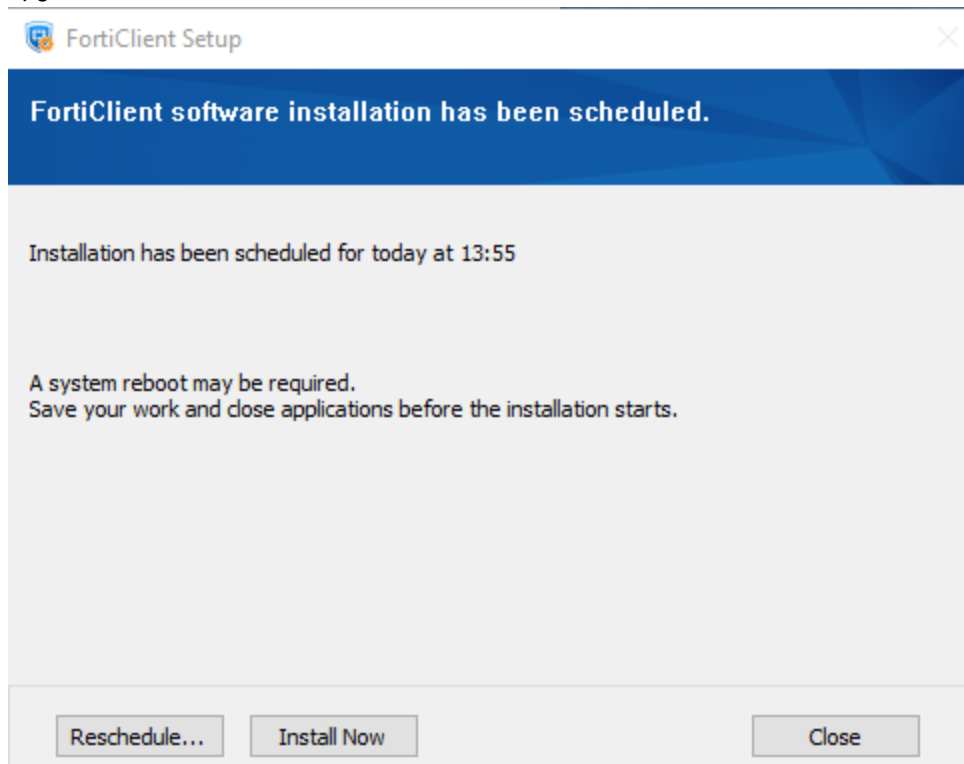 FortiClient Setup
FortiClient software installation has been scheduled.
Installation has been scheduled for today at 13:55
A system reboot may be required.
Save your work and close applications before the installation starts.
Reschedule...
Install Now
Close